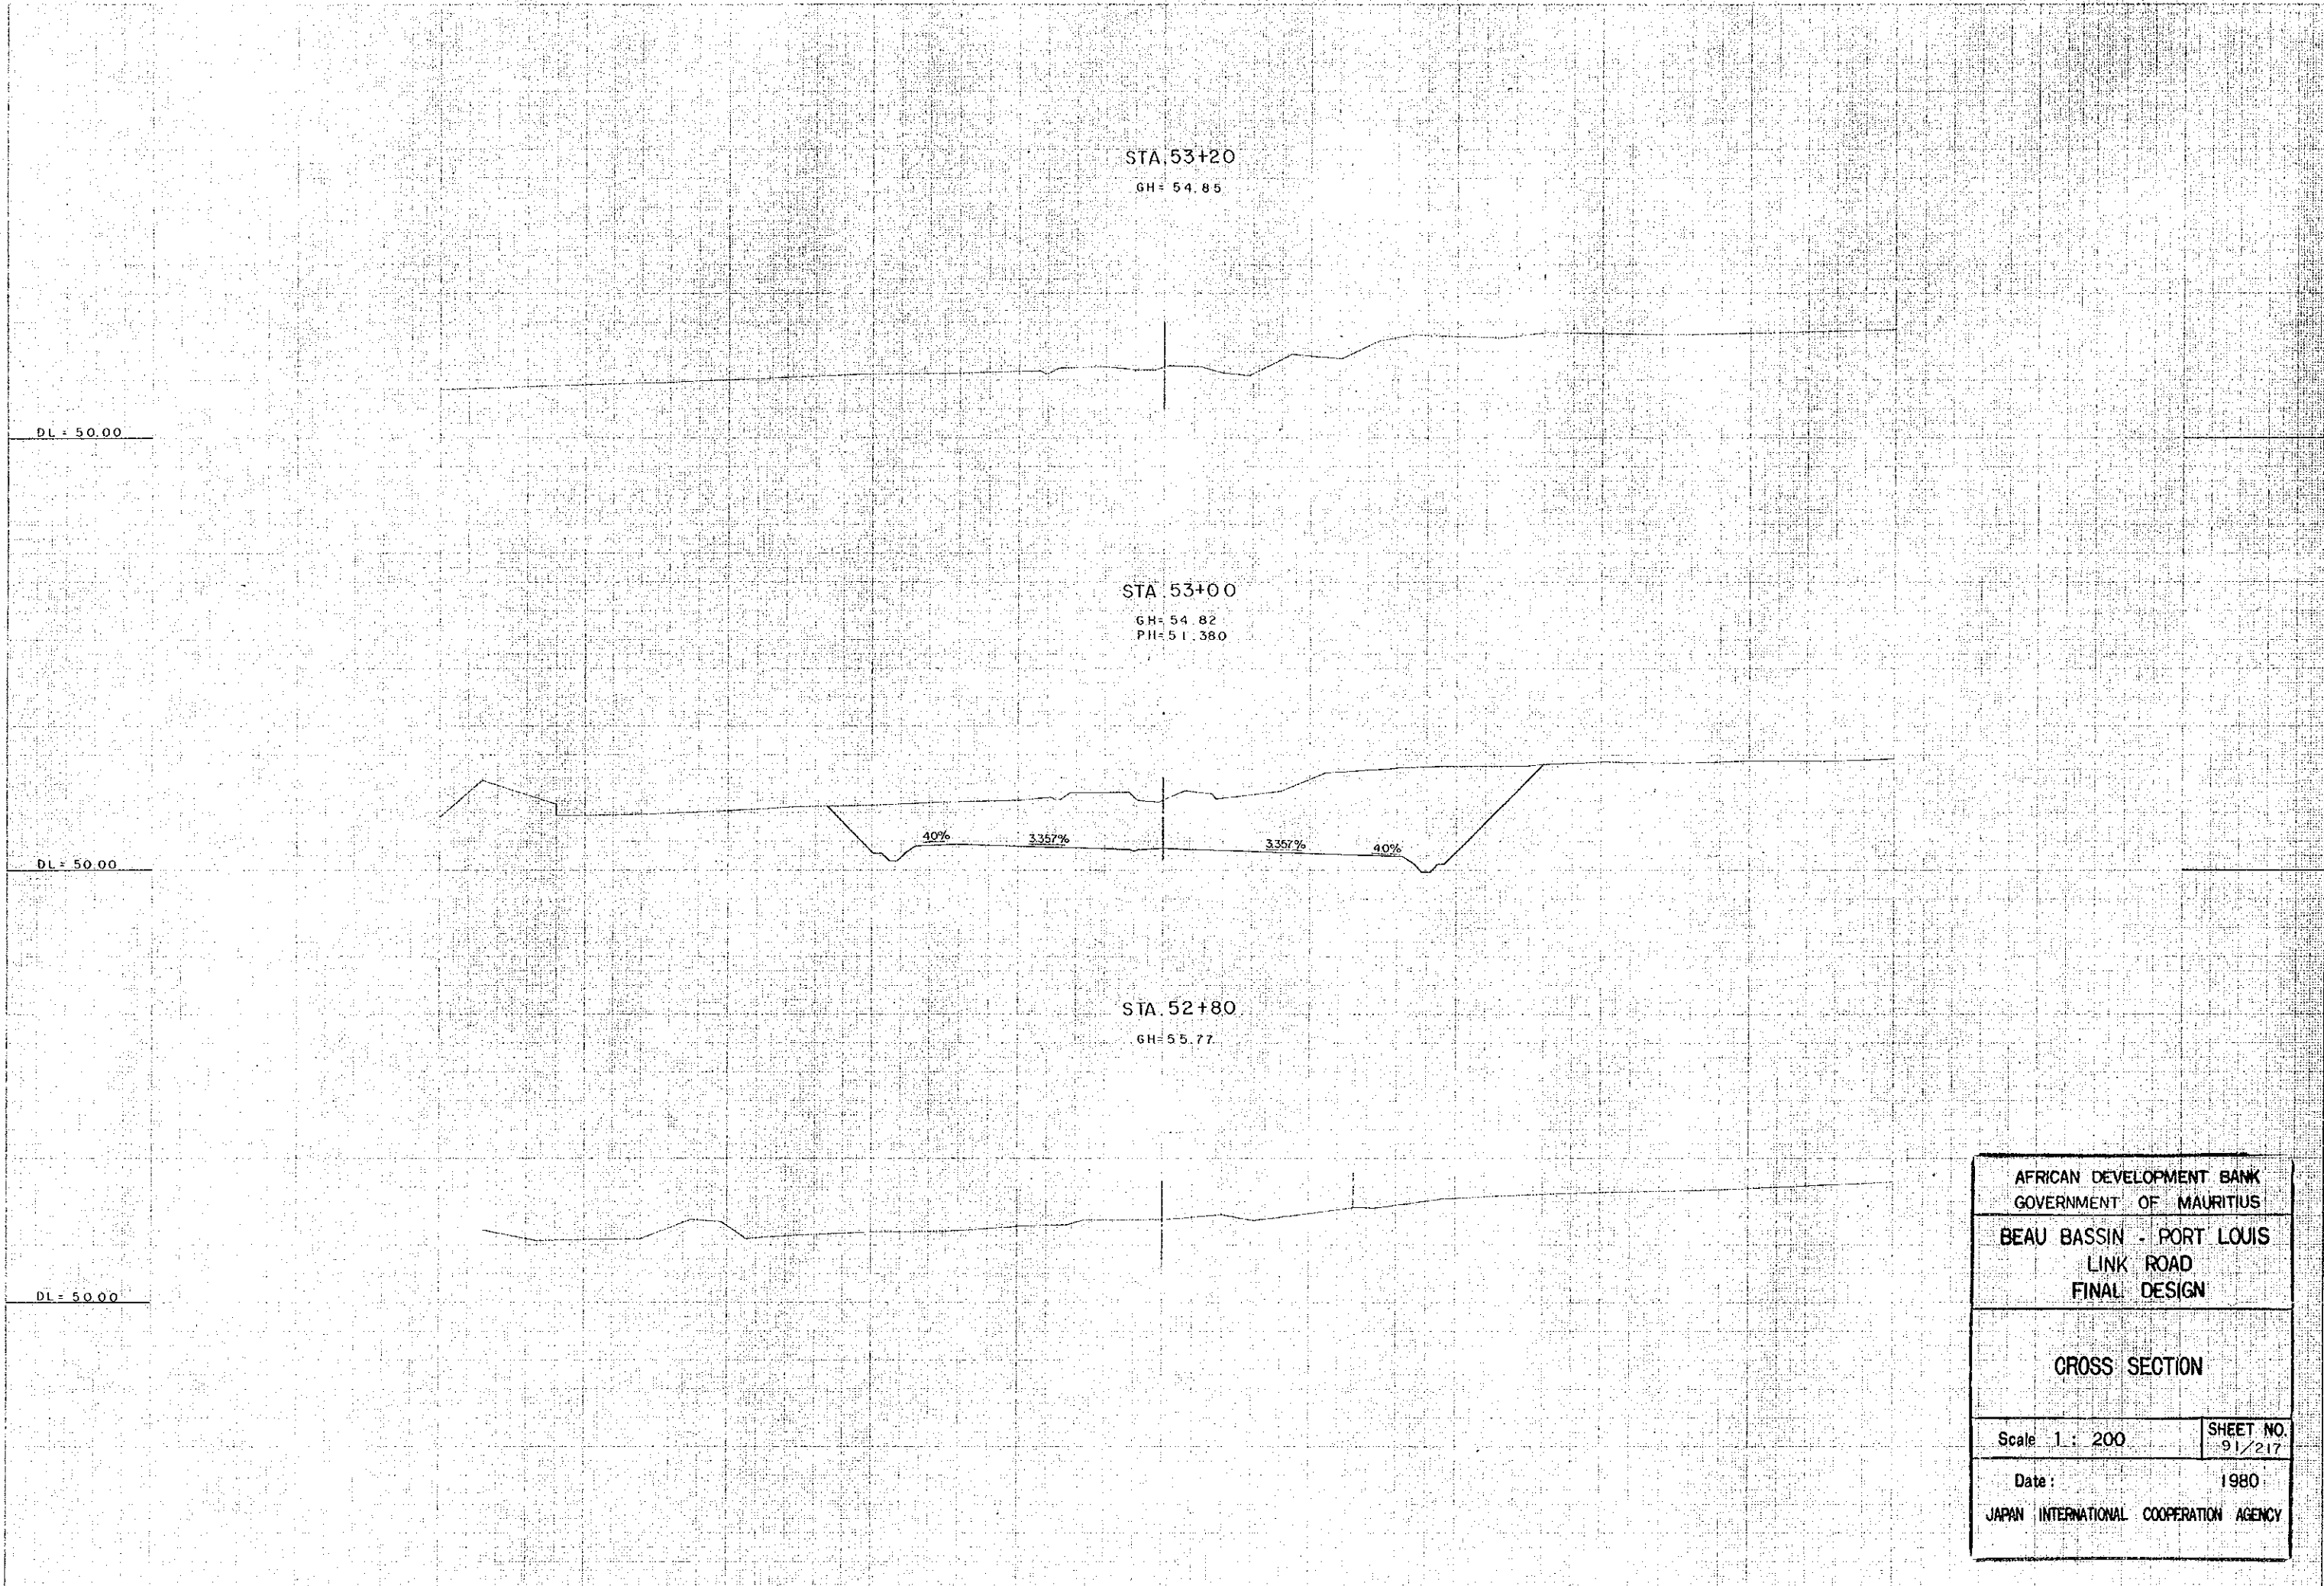 STA.53+20
GH= 54.85
DL = 50.00
STA.53+00
GH= 54.82
PH=51.380
40%
3.357%
3.357%
4.0%
DL = 50.00
STA.52+80
GH=55.77
DL = 50.00
AFRICAN DEVELOPMENT BANK
GOVERNMENT OF MAURITIUS
BEAU BASSIN - PORT LOUIS
LINK ROAD
FINAL DESIGN
CROSS SECTION
Scale 1 : 200
SHEET NO.
91/217
Date : 1980
JAPAN INTERNATIONAL COOPERATION AGENCY